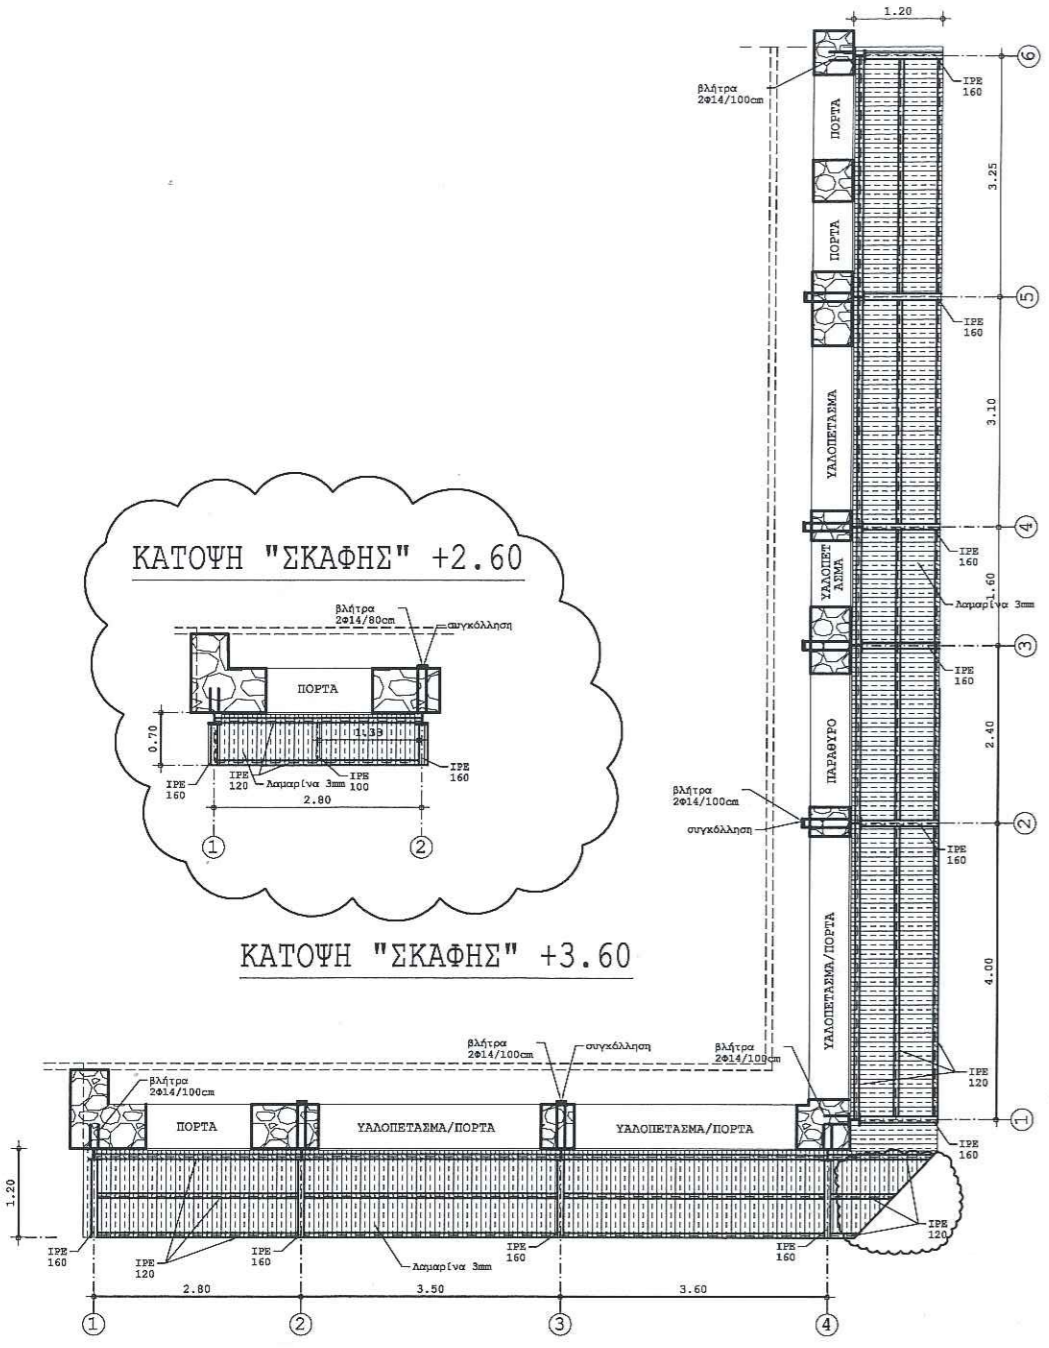 1.20
6
βλήτρα
2Φ14/100cm
IPE
160
ΠΟΡΤΑ
3.25
ΠΟΡΤΑ
5
IPE
160
ΥΑΛΟΠΕΤΑΣΜΑ
3.10
4
IPE
160
ΥΑΛΟΠΕΤ
ΑΣΜΑ
1.60
Λαμαρίνα 3mm
3
IPE
160
ΠΑΡΑΘΥΡΟ
2.40
βλήτρα
2Φ14/100cm
συγκόλληση
2
IPE
160
ΥΑΛΟΠΕΤΑΣΜΑ/ΠΟΡΤΑ
4.00
IPE
120
1
IPE
160
ΚΑΤΟΨΗ "ΣΚΑΦΗΣ" +2.60
βλήτρα
2Φ14/80cm
συγκόλληση
ΠΟΡΤΑ
0.70
1.33
IPE
160
IPE
120
Λαμαρίνα 3mm
IPE
100
IPE
160
2.80
1
2
ΚΑΤΟΨΗ "ΣΚΑΦΗΣ" +3.60
βλήτρα
2Φ14/100cm
συγκόλληση
βλήτρα
2Φ14/100cm
βλήτρα
2Φ14/100cm
ΠΟΡΤΑ
ΥΑΛΟΠΕΤΑΣΜΑ/ΠΟΡΤΑ
ΥΑΛΟΠΕΤΑΣΜΑ/ΠΟΡΤΑ
1.20
IPE
160
IPE
120
IPE
160
Λαμαρίνα 3mm
IPE
160
IPE
160
IPE
120
2.80
3.50
3.60
1
2
3
4